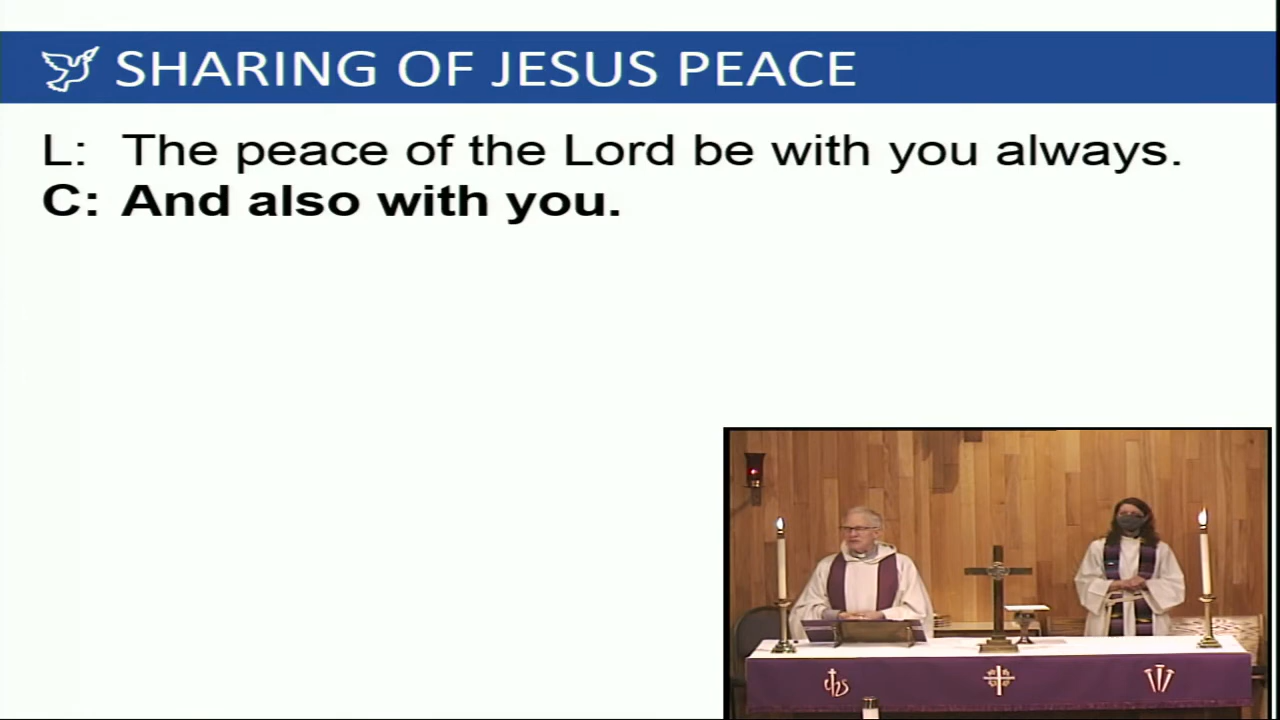 SHARING OF JESUS PEACE
L: The peace of the Lord be with you always.
C: And also with you.